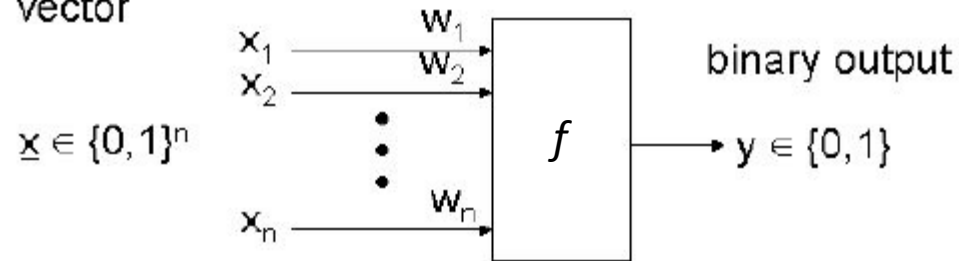 vector
x₁ w₁
x₂ w₂
binary output
x ∈ {0,1}ⁿ
f
y ∈ {0,1}
xₙ wₙ